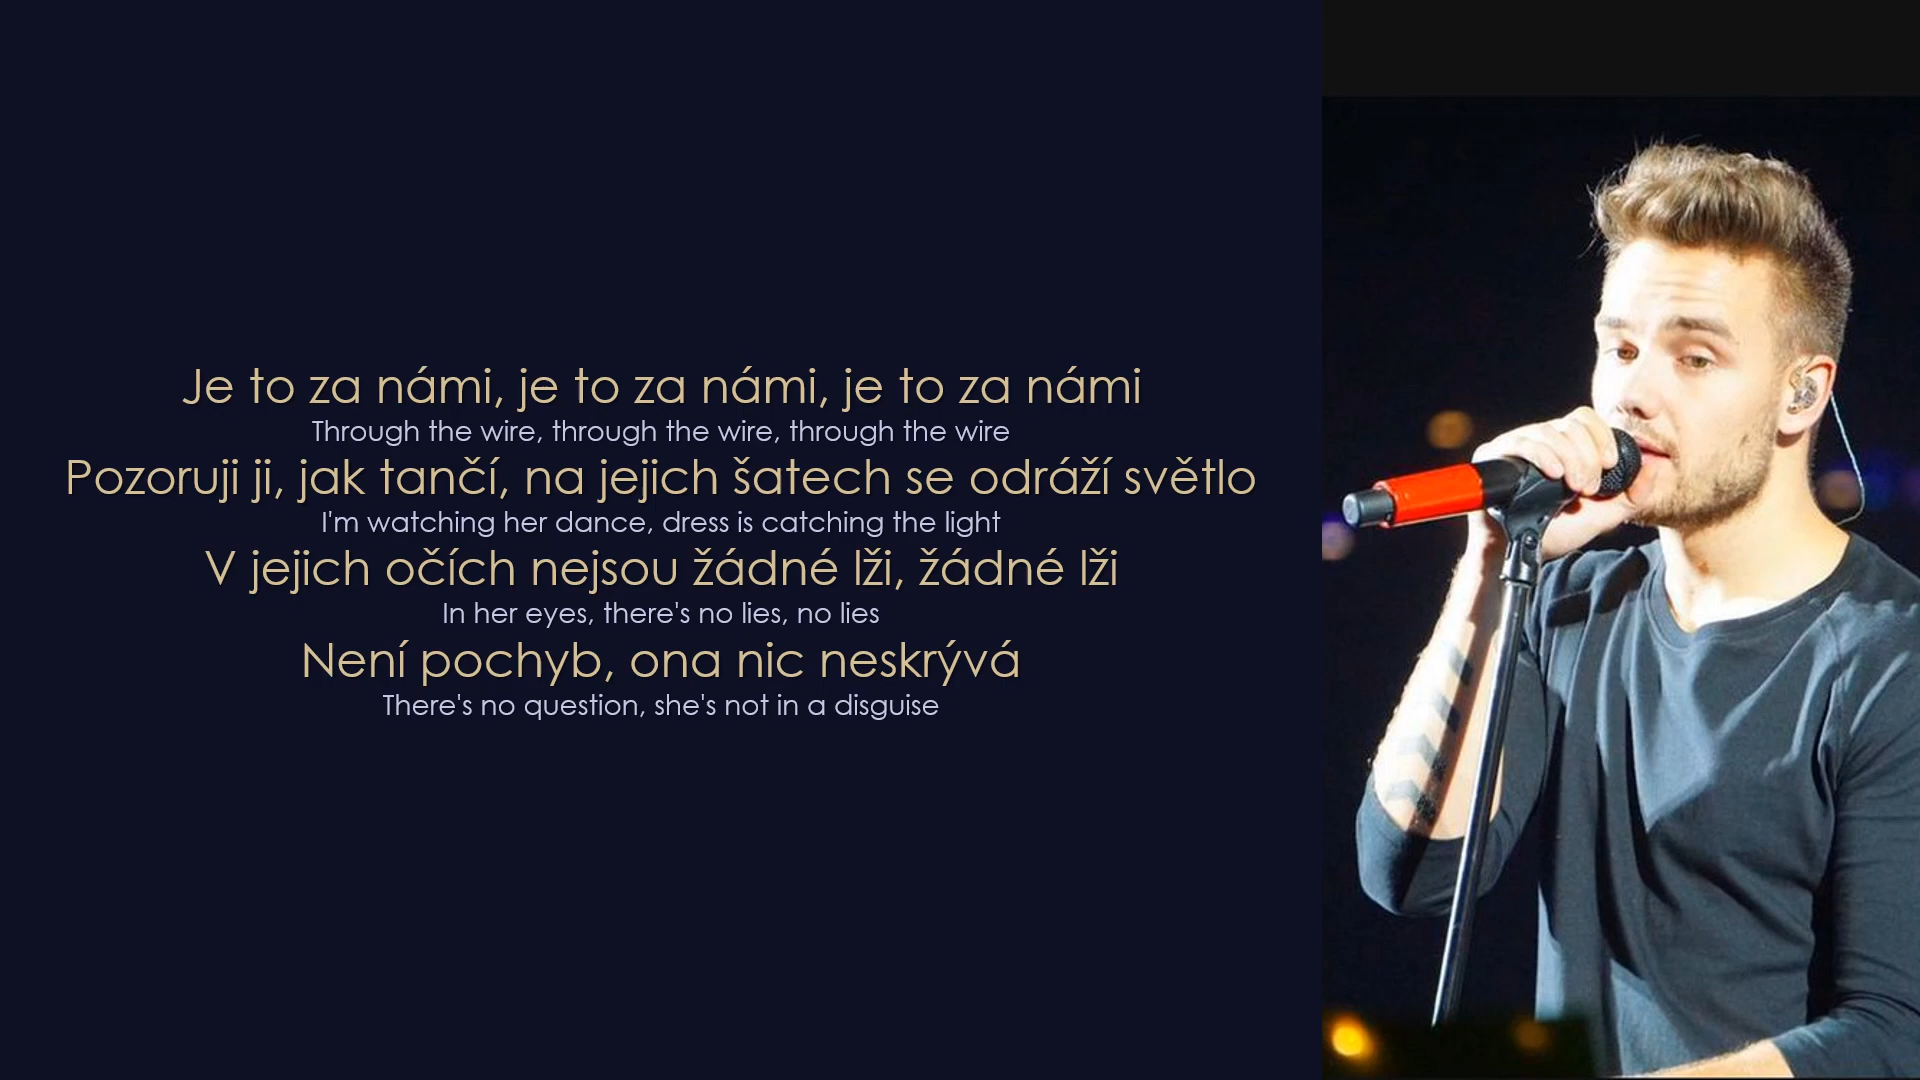 Je to za námi, je to za námi, je to za námi
Through the wire, through the wire, through the wire
Pozoruji ji, jak tančí, na jejich šatech se odráží světlo
I'm watching her dance, dress is catching the light
V jejich očích nejsou žádné lži, žádné lži
In her eyes, there's no lies, no lies
Není pochyb, ona nic neskrývá
There's no question, she's not in a disguise